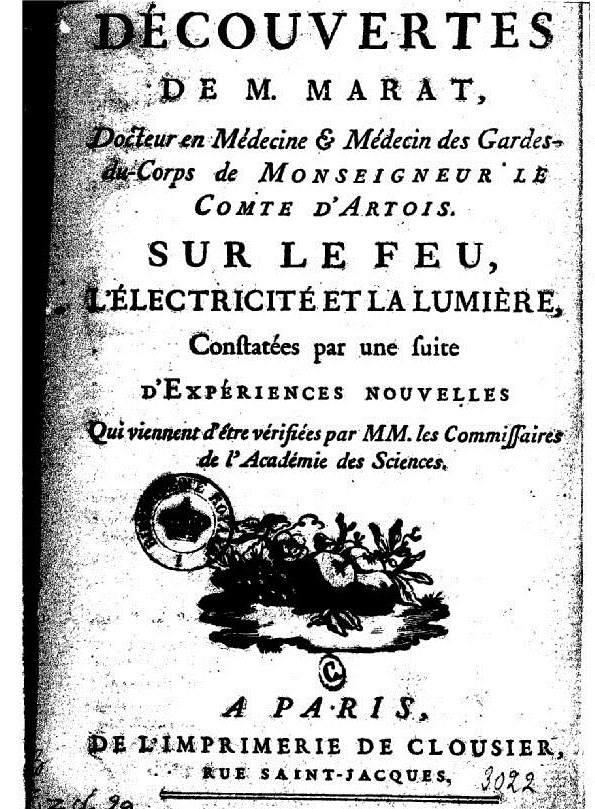 DÉCOUVERTES
DE M. MARAT,
Docteur en Médecine & Médecin des Gardes-
du-Corps de MONSEIGNEUR LE
COMTE D'ARTOIS.
SUR LE FEU,
L'ÉLECTRICITÉ ET LA LUMIÈRE,
Conſtatées par une ſuite
D'EXPÉRIENCES NOUVELLES
Qui viennent d'être vérifiées par MM. les Commiſſaires
de l'Académie des Sciences.
A PARIS,
DE L'IMPRIMERIE DE CLOUSIER,
RUE SAINT-JACQUES,
3022